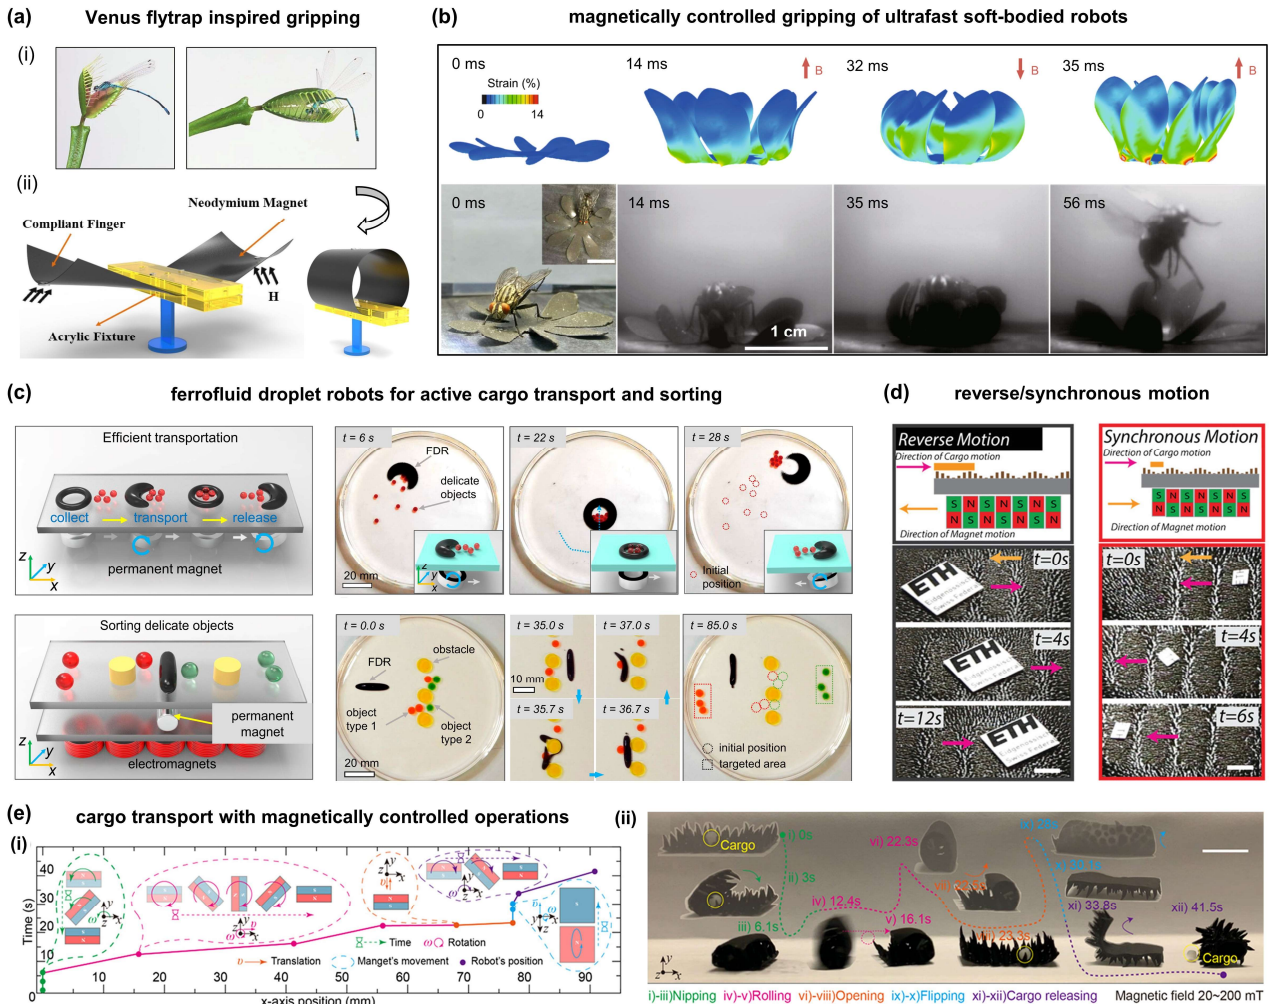 (a) Venus flytrap inspired gripping
(i)
(ii)
Neodymium Magnet
Compliant Finger
H
Acrylic Fixture
(b) magnetically controlled gripping of ultrafast soft-bodied robots
0 ms
Strain (%)
0 14
14 ms
B
32 ms
B
35 ms
B
0 ms
14 ms
1 cm
35 ms
56 ms
(c) ferrofluid droplet robots for active cargo transport and sorting
Efficient transportation
collect transport release
permanent magnet
z y x
t = 6 s
FDR
delicate objects
20 mm
z y x
t = 22 s
t = 28 s
Initial position
Sorting delicate objects
permanent magnet
electromagnets
z y x
t = 0.0 s
obstacle
FDR
object type 1
object type 2
20 mm
t = 35.0 s
t = 37.0 s
10 mm
t = 35.7 s
t = 36.7 s
t = 85.0 s
initial position
targeted area
(d) reverse/synchronous motion
Reverse Motion
Direction of Cargo motion
S N S N S N
N S N S N S
Direction of Magnet motion
t=0s
ETH
Eidgenössisch
Swiss Federal
t=4s
ETH
t=12s
ETH
Synchronous Motion
Direction of Cargo motion
S N S N S N S
N S N S N S N
Direction of Magnet motion
t=0s
t=4s
t=6s
(e) cargo transport with magnetically controlled operations
(i)
Time (s)
40
30
20
10
0
0 10 20 30 40 50 60 70 80 90
x-axis position (mm)
Time
ω Rotation
υ Translation
Manget's movement
Robot's position
(ii)
Cargo
i) 0s
ii) 3s
iii) 6.1s
iv) 12.4s
v) 16.1s
vi) 22.3s
Cargo
xi) 33.8s
xii) 41.5s
i)-iii)Nipping iv)-v)Rolling vi)-viii)Opening ix)-x)Flipping xi)-xii)Cargo releasing Magnetic field 20~200 mT